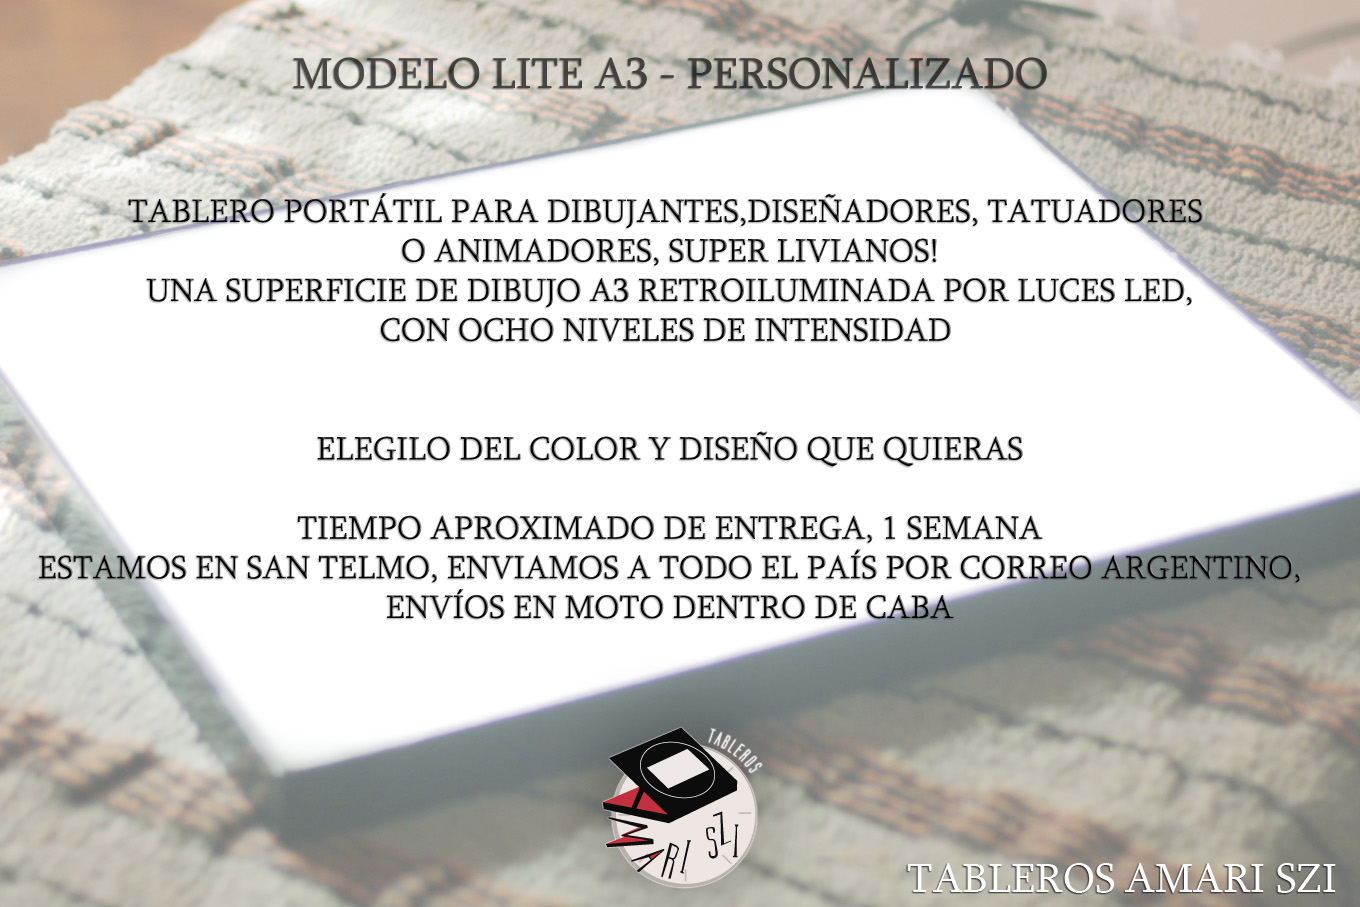 MODELO LITE A3 - PERSONALIZADO
TABLERO PORTÁTIL PARA DIBUJANTES,DISEÑADORES, TATUADORES
O ANIMADORES, SUPER LIVIANOS!
UNA SUPERFICIE DE DIBUJO A3 RETROILUMINADA POR LUCES LED,
CON OCHO NIVELES DE INTENSIDAD
ELEGILO DEL COLOR Y DISEÑO QUE QUIERAS
TIEMPO APROXIMADO DE ENTREGA, 1 SEMANA
ESTAMOS EN SAN TELMO, ENVIAMOS A TODO EL PAÍS POR CORREO ARGENTINO,
ENVÍOS EN MOTO DENTRO DE CABA
TABLEROS
AMARI SZI
TABLEROS AMARI SZI